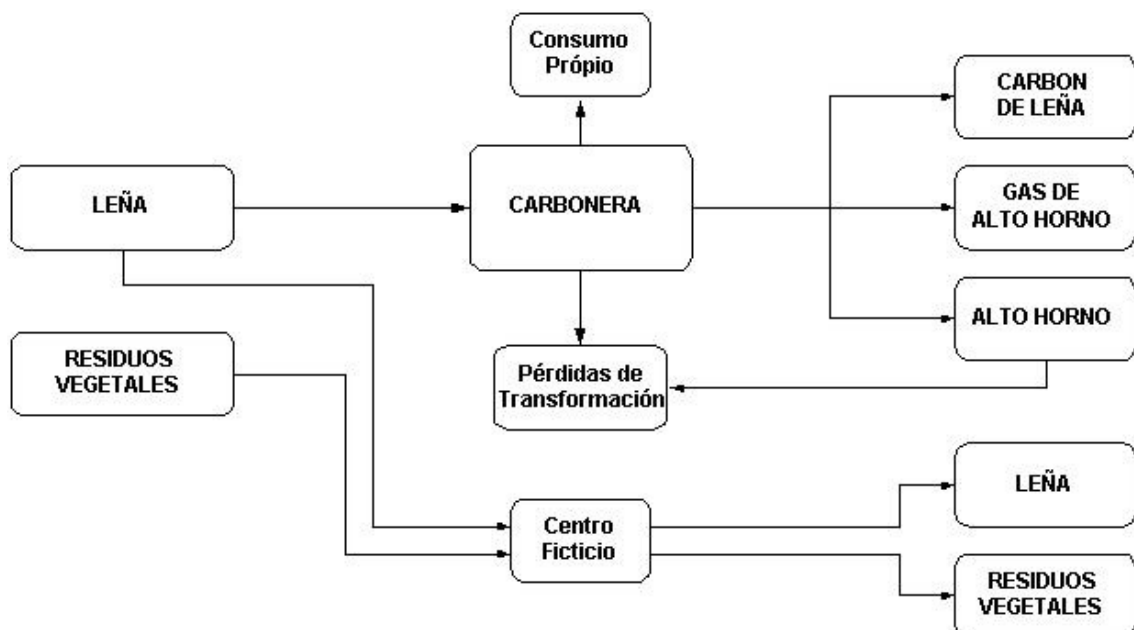 Consumo
Própio
CARBON
DE LEÑA
LEÑA
CARBONERA
GAS DE
ALTO HORNO
ALTO HORNO
RESIDUOS
VEGETALES
Pérdidas de
Transformación
Centro
Ficticio
LEÑA
RESIDUOS
VEGETALES